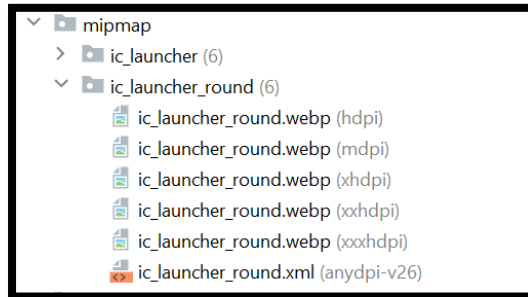 mipmap
ic_launcher (6)
ic_launcher_round (6)
ic_launcher_round.webp (hdpi)
ic_launcher_round.webp (mdpi)
ic_launcher_round.webp (xhdpi)
ic_launcher_round.webp (xxhdpi)
ic_launcher_round.webp (xxxhdpi)
ic_launcher_round.xml (anydpi-v26)